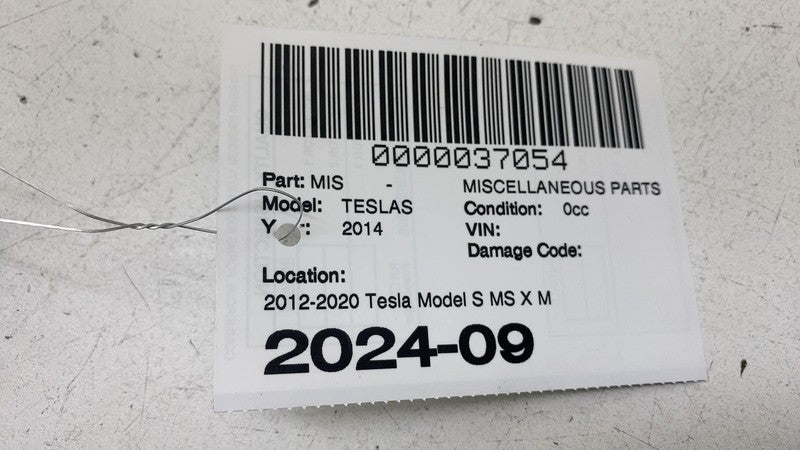 0000037054
Part: MIS - MISCELLANEOUS PARTS
Model: TESLAS Condition: 0cc
2014 VIN:
Damage Code:
Location:
2012-2020 Tesla Model S MS X M
2024-09